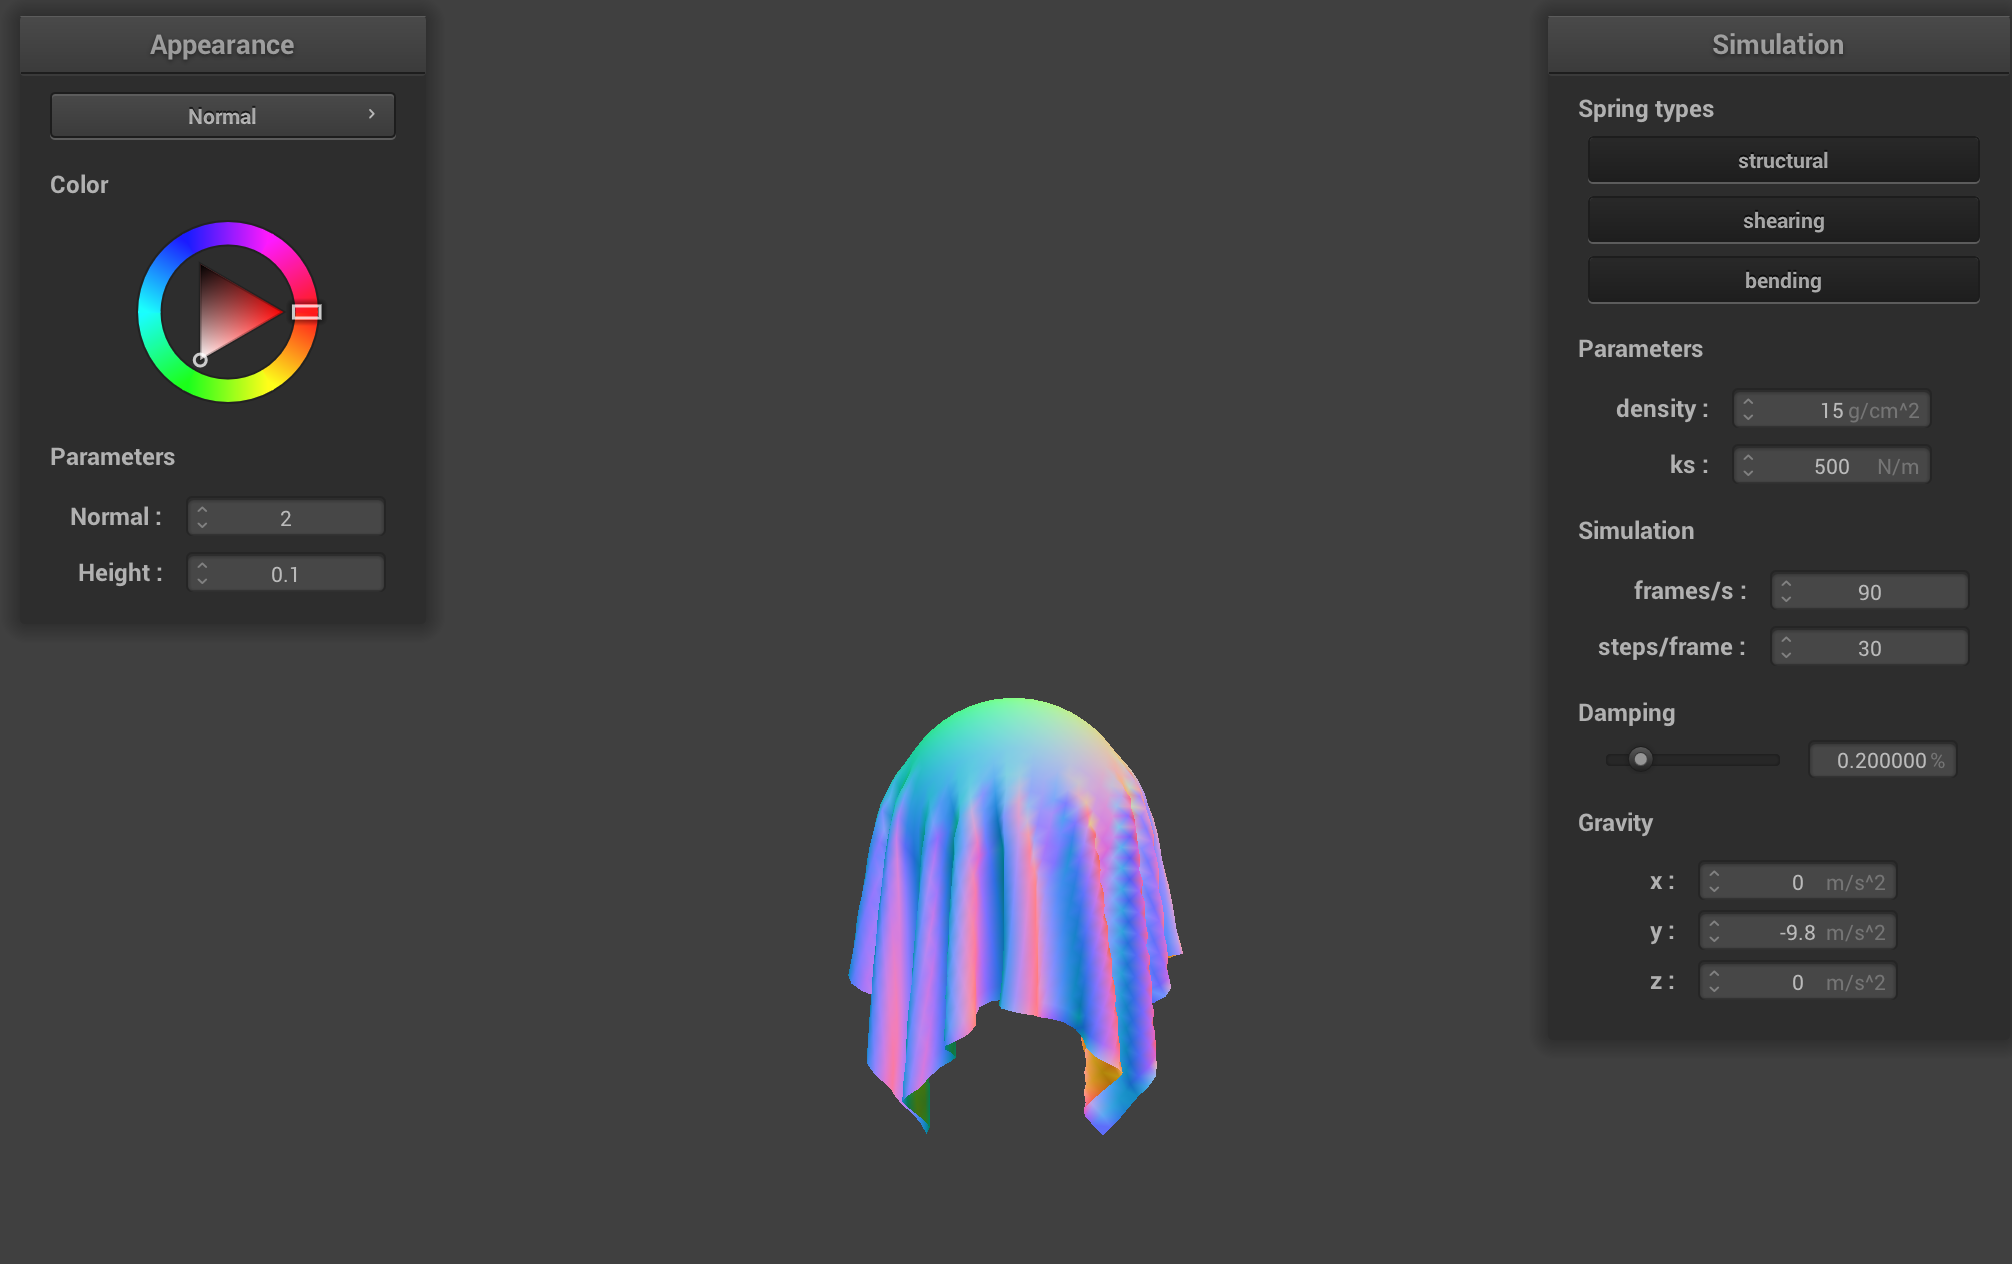 Appearance
Normal
Color
Parameters
Normal : 2
Height : 0.1
Simulation
Spring types
structural
shearing
bending
Parameters
density : 15 g/cm^2
ks : 500 N/m
Simulation
frames/s : 90
steps/frame : 30
Damping
0.200000 %
Gravity
x : 0 m/s^2
y : -9.8 m/s^2
z : 0 m/s^2